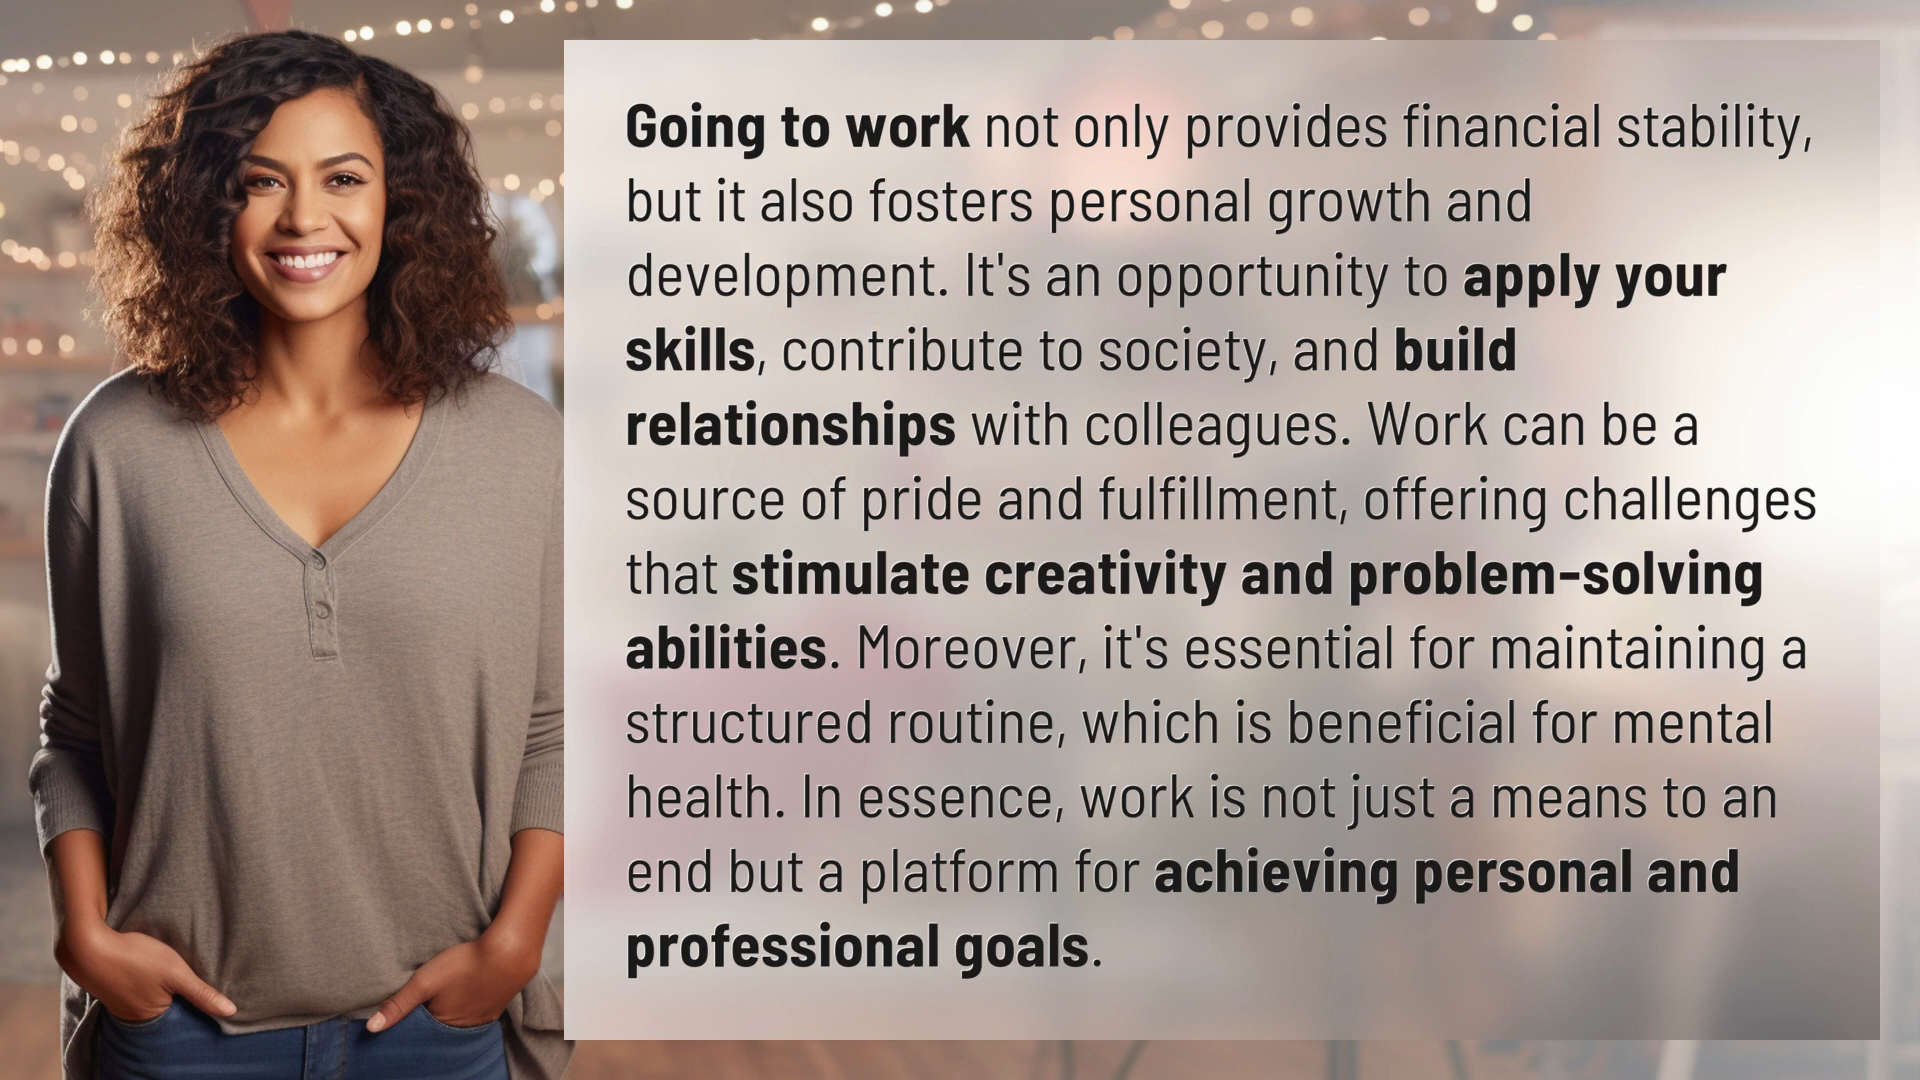 Going to work not only provides financial stability,
but it also fosters personal growth and
development. It's an opportunity to apply your
skills, contribute to society, and build
relationships with colleagues. Work can be a
source of pride and fulfillment, offering challenges
that stimulate creativity and problem-solving
abilities. Moreover, it's essential for maintaining a
structured routine, which is beneficial for mental
health. In essence, work is not just a means to an
end but a platform for achieving personal and
professional goals.